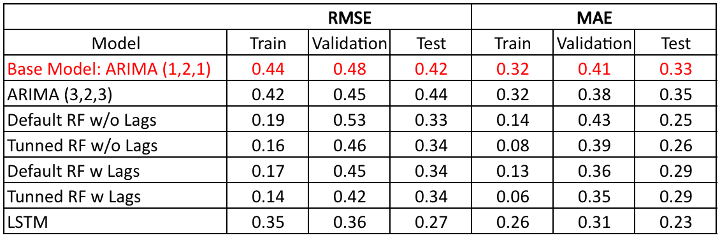 RMSE MAE
Model Train Validation Test Train Validation Test
Base Model: ARIMA (1,2,1) 0.44 0.48 0.42 0.32 0.41 0.33
ARIMA (3,2,3) 0.42 0.45 0.44 0.32 0.38 0.35
Default RF w/o Lags 0.19 0.53 0.33 0.14 0.43 0.25
Tunned RF w/o Lags 0.16 0.46 0.34 0.08 0.39 0.26
Default RF w Lags 0.17 0.45 0.34 0.13 0.36 0.29
Tunned RF w Lags 0.14 0.42 0.34 0.06 0.35 0.29
LSTM 0.35 0.36 0.27 0.26 0.31 0.23